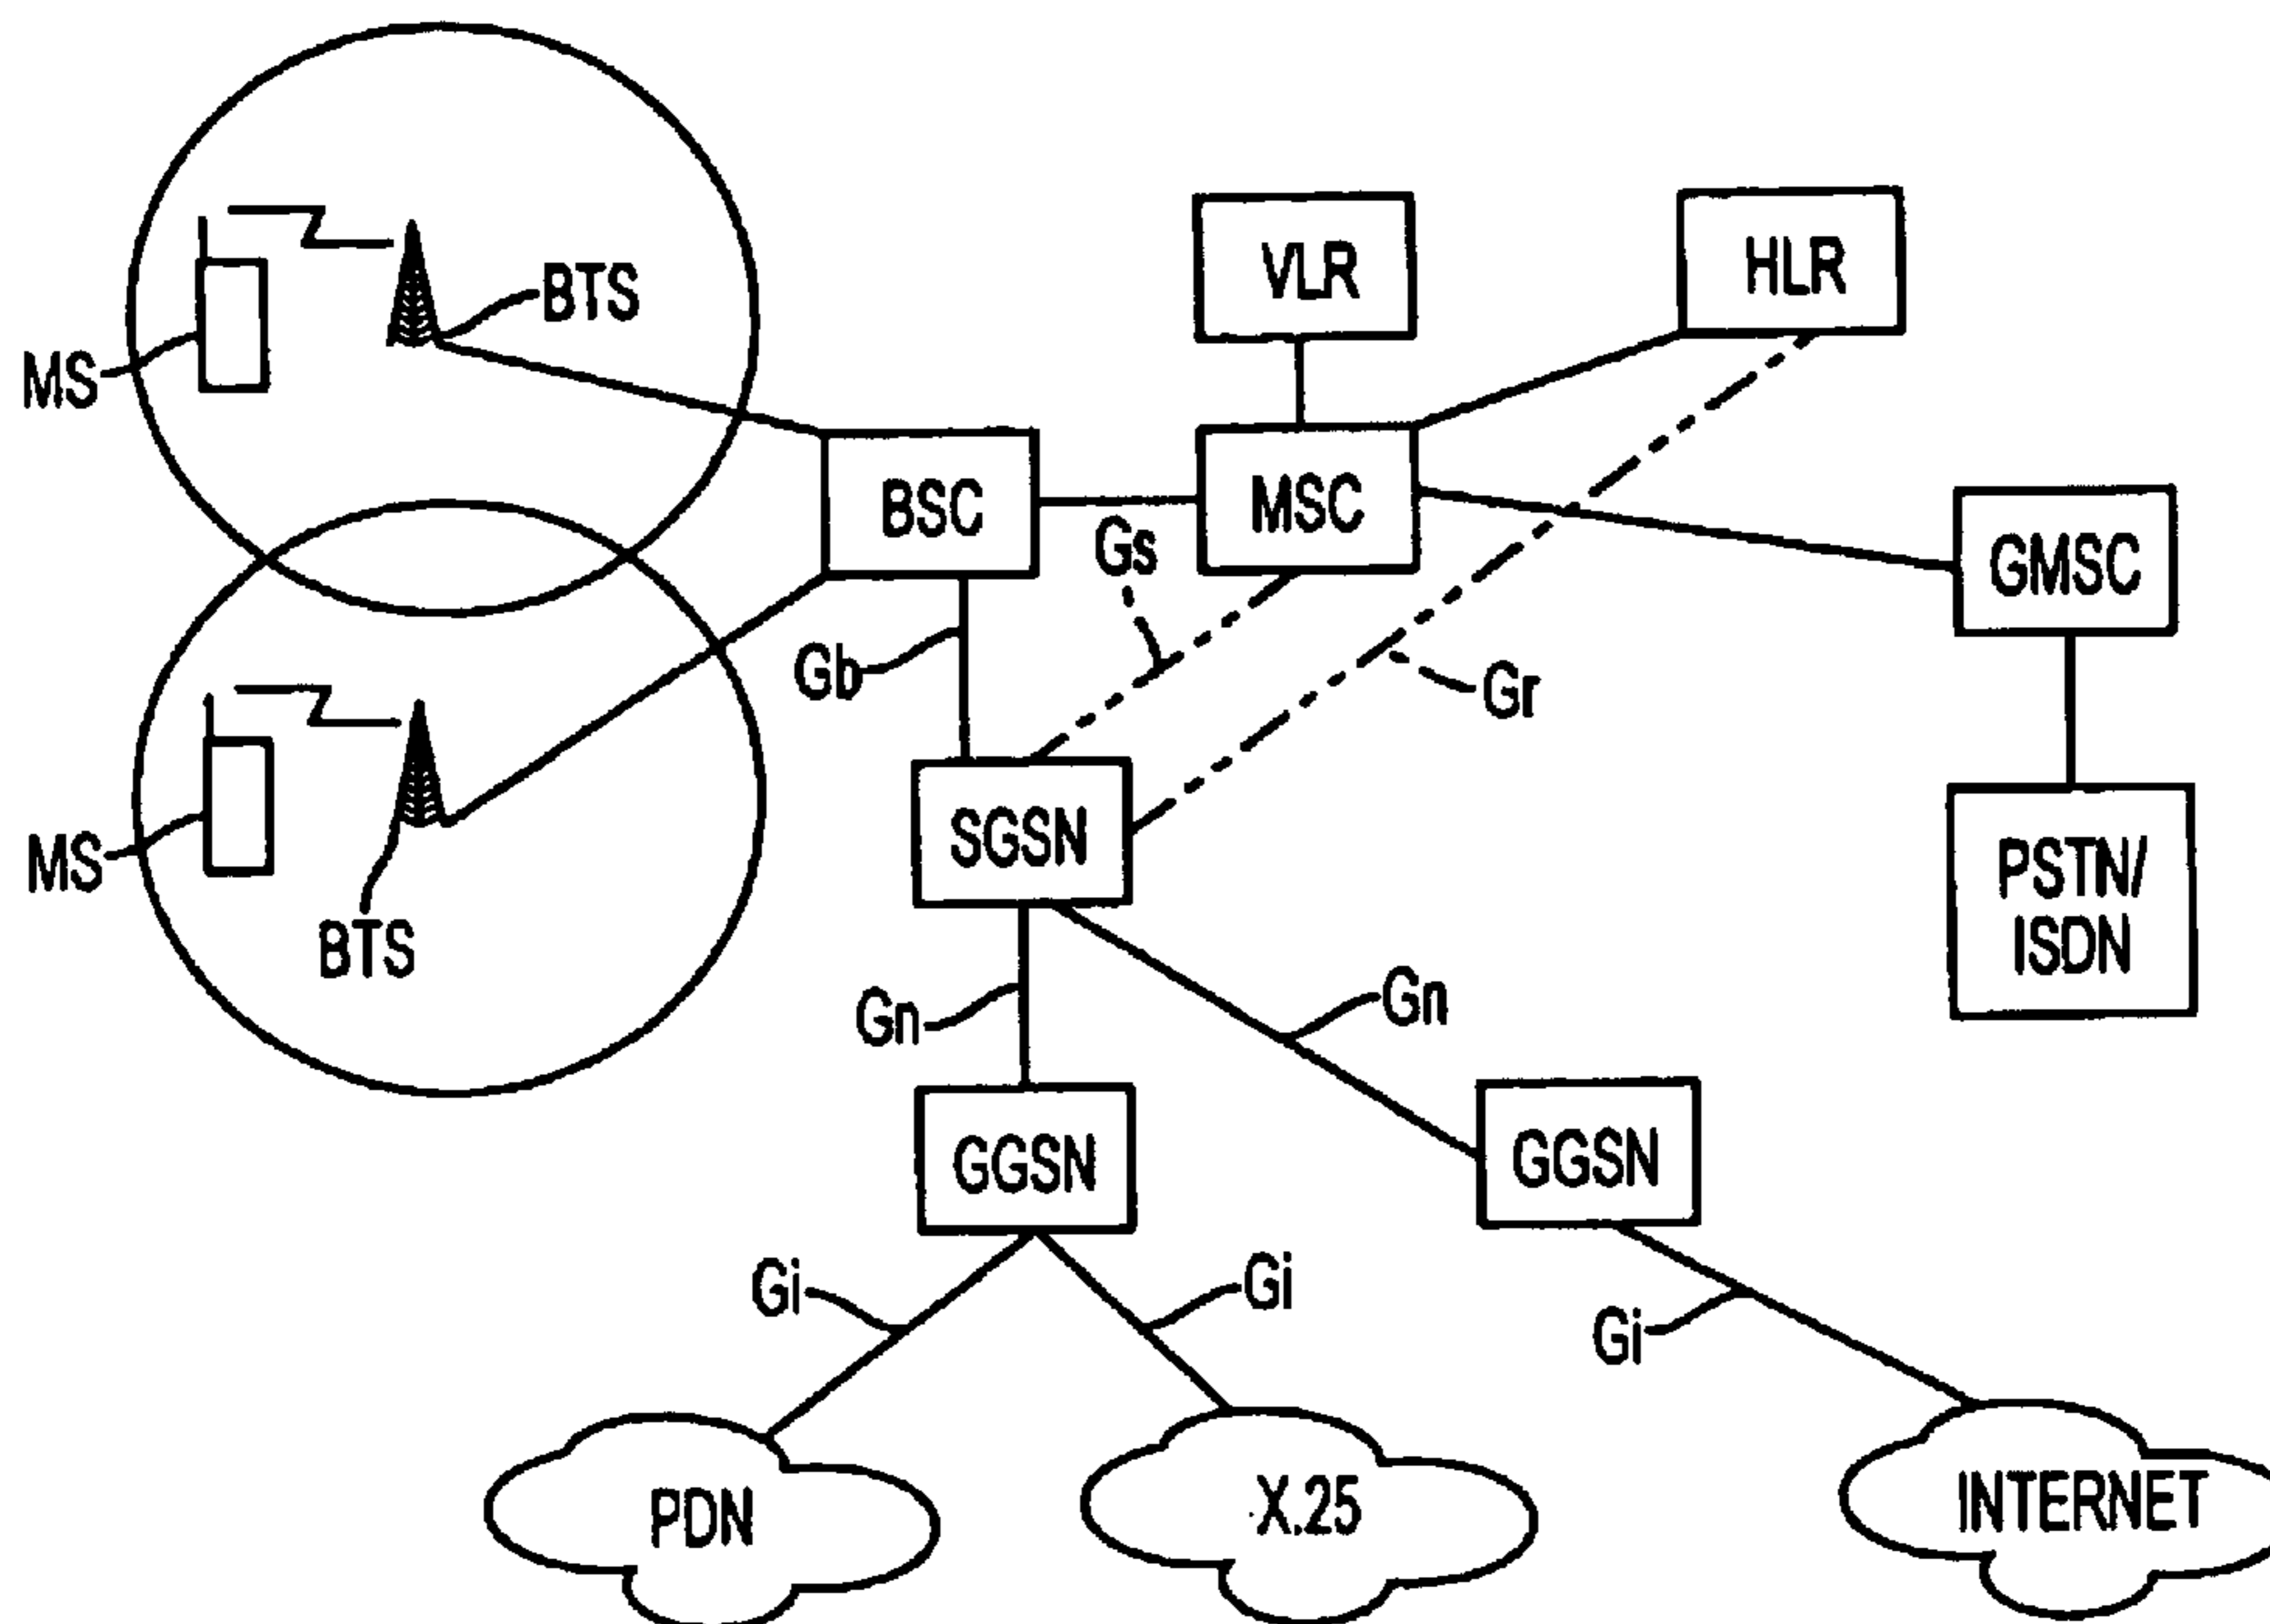 VLR
HLR
BTS
MS
BSC
MSC
Gs
GMSC
Gb
Gr
SGSN
MS
PSTN/
ISDN
BTS
Gn
Gn
GGSN
GGSN
Gi
Gi
Gi
PDN
X.25
INTERNET